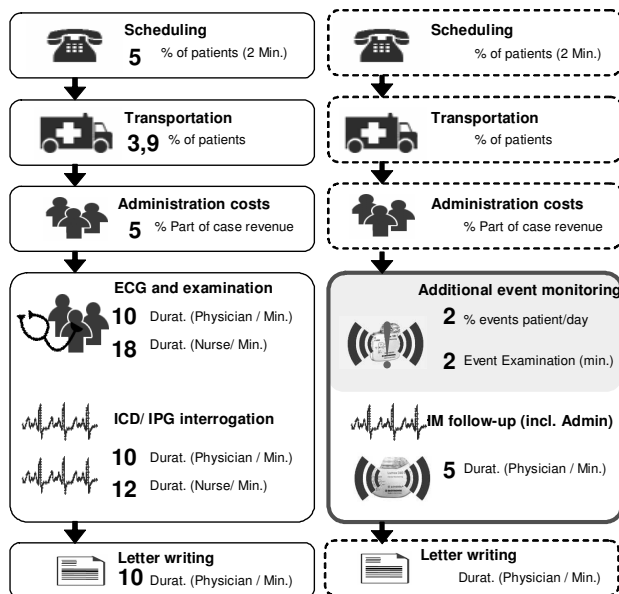 Scheduling
5 % of patients (2 Min.)
Transportation
3,9 % of patients
Administration costs
5 % Part of case revenue
ECG and examination
10 Durat. (Physician / Min.)
18 Durat. (Nurse/ Min.)
ICD/ IPG interrogation
10 Durat. (Physician / Min.)
12 Durat. (Nurse/ Min.)
Letter writing
10 Durat. (Physician / Min.)
Scheduling
% of patients (2 Min.)
Transportation
% of patients
Administration costs
% Part of case revenue
Additional event monitoring
2 % events patient/day
2 Event Examination (min.)
HM follow-up (incl. Admin)
5 Durat. (Physician / Min.)
Letter writing
Durat. (Physician / Min.)